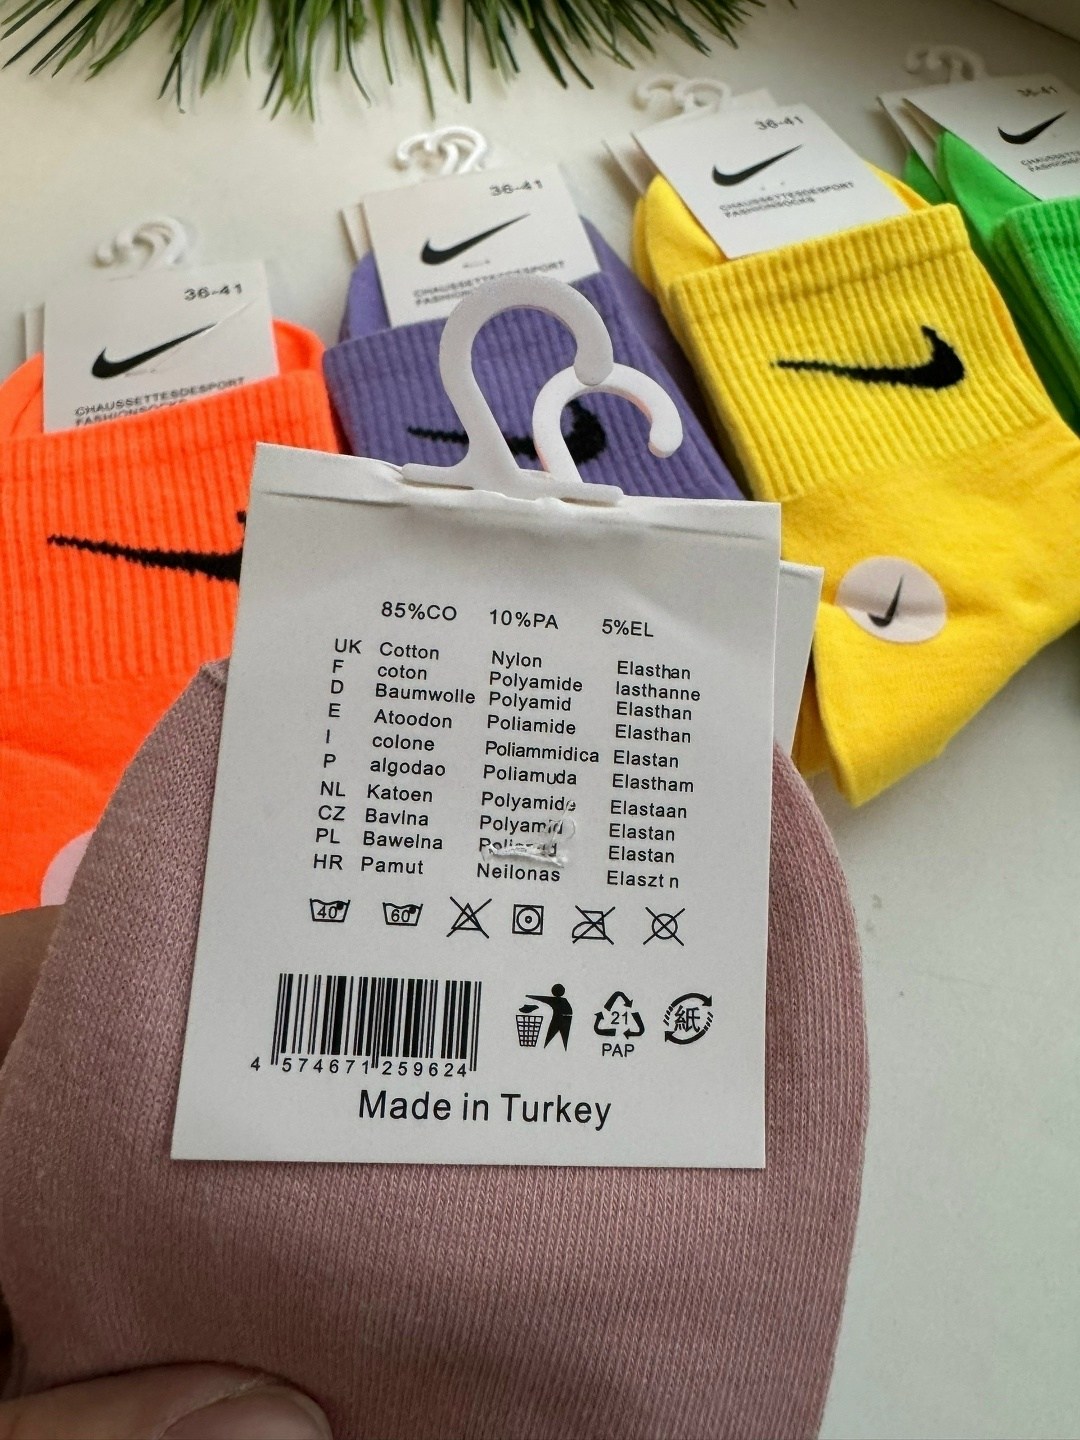 36-41
36-41
CHAUSSETTESDESPORT
FASHIONSOCKS
36-41
CHAUSSETTESDESPORT
36-41
CHAUSSETTESDESPORT
FASHIONSOCKS
85%CO 10%PA 5%EL
UK Cotton Nylon Elasthan
F coton Polyamide lasthanne
D Baumwolle Polyamid Elasthan
E Atoodon Poliamide Elasthan
I colone Poliammidica Elastan
P algodao Poliamuda Elastham
NL Katoen Polyamide Elastaan
CZ Bavlna Polyamid Elastan
PL Bawelna Elastan
HR Pamut Neilonas Elaszt n
40° 60°
4 574671 259624
21
PAP
紙
Made in Turkey